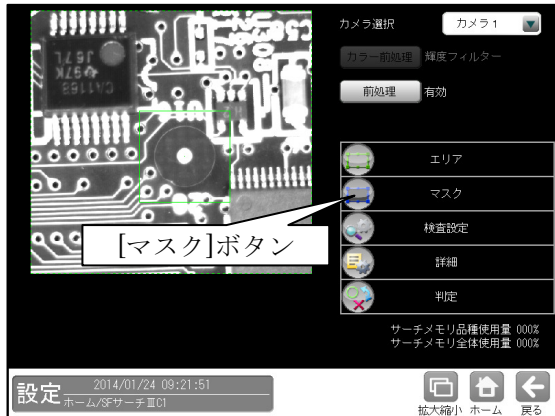 カメラ選択
カメラ1
カラー前処理
輝度フィルター
前処理
有効
エリア
マスク
検査設定
詳細
判定
[マスク]ボタン
サーチメモリ品種使用量 000%
サーチメモリ全体使用量 000%
設定
2014/01/24 09:21:51
ホーム/SFサーチⅢC1
拡大縮小
ホーム
戻る
J67L
97K